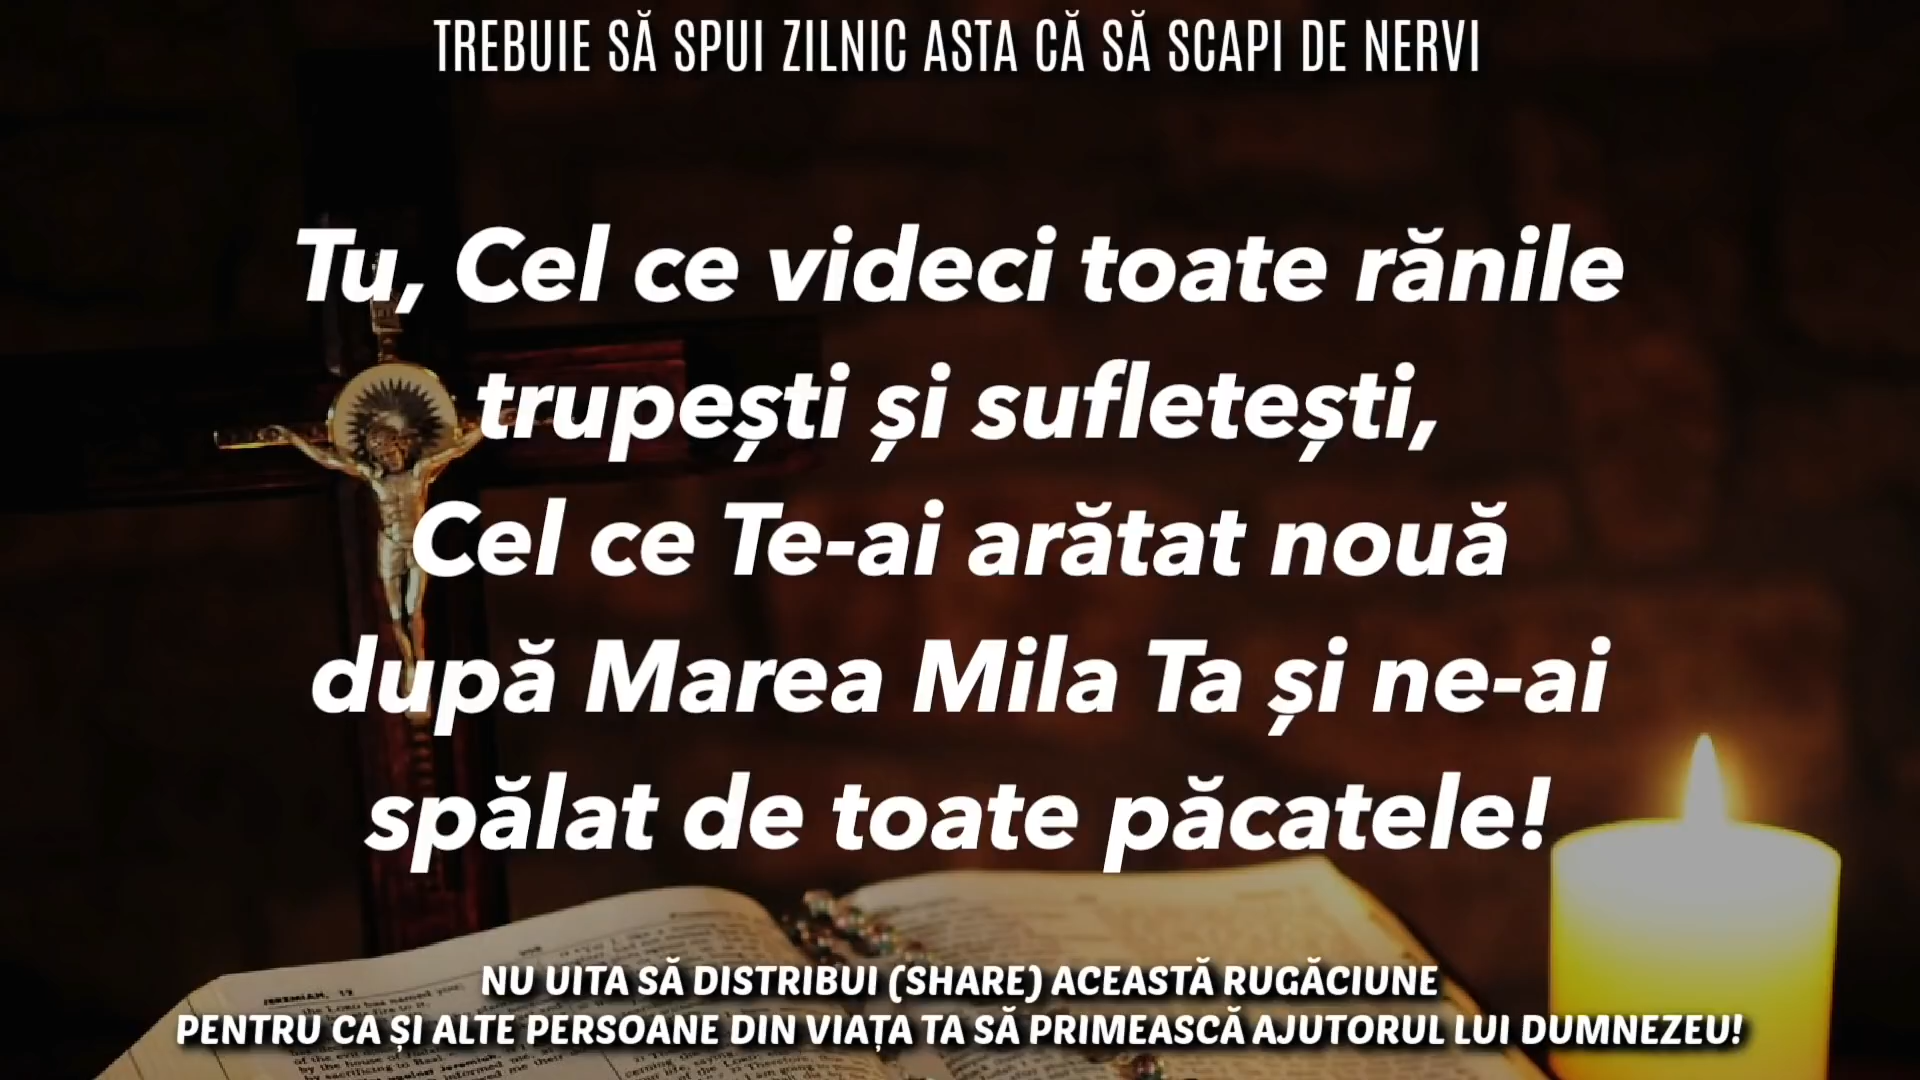 TREBUIE SĂ SPUI ZILNIC ASTA CĂ SĂ SCAPI DE NERVI
Tu, Cel ce videci toate rănile
trupești și sufletești,
Cel ce Te-ai arătat nouă
după Marea Mila Ta și ne-ai
spălat de toate păcatele!
NU UITA SĂ DISTRIBUI (SHARE) ACEASTĂ RUGĂCIUNE
PENTRU CA ȘI ALTE PERSOANE DIN VIAȚA TA SĂ PRIMEASCĂ AJUTORUL LUI DUMNEZEU!
JEREMIAH, 19